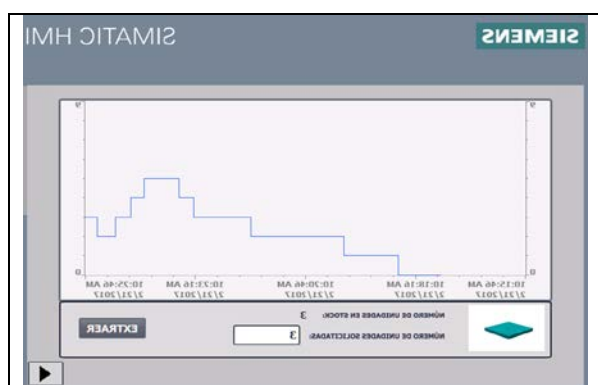 SIEMENS SIMATIC HMI
9 9
0 0
10:15:46 AM 10:18:16 AM 10:20:46 AM 10:23:16 AM 10:25:46 AM
2/21/2017 2/21/2017 2/21/2017 2/21/2017 2/21/2017
NÚMERO DE UNIDADES EN STOCK: 3
NÚMERO DE UNIDADES SOLICITADAS: 3
EXTRAER